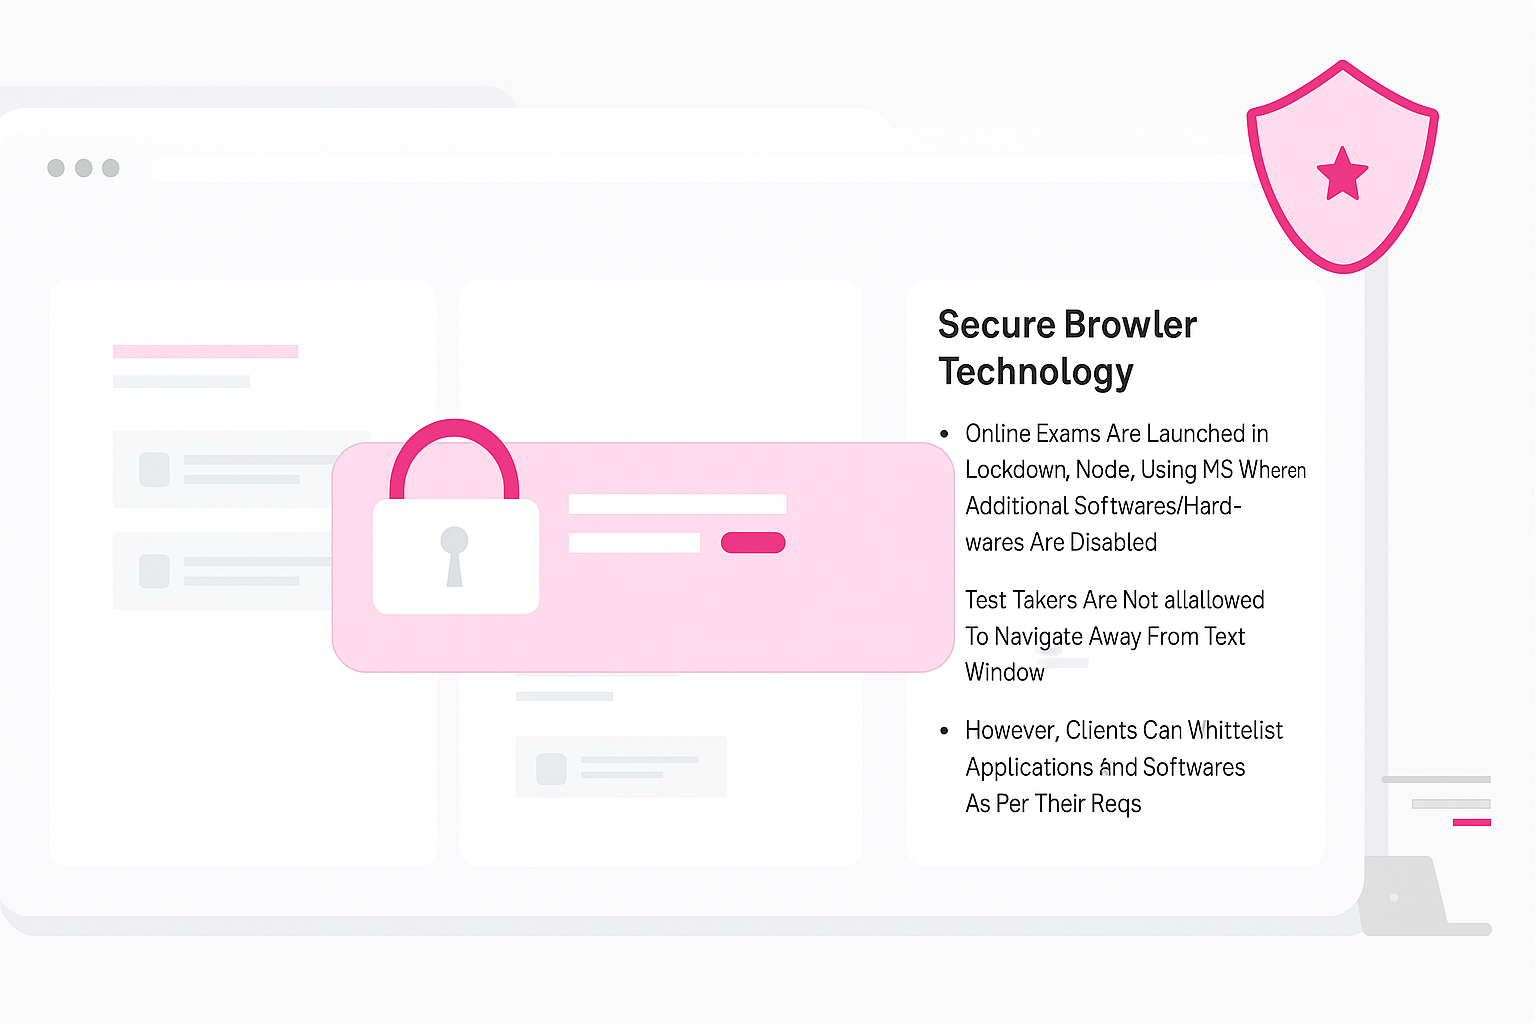 Secure Browler
Technology
• Online Exams Are Launched in
Lockdown, Node, Using MS Wheren
Additional Softwares/Hard-
wares Are Disabled
Test Takers Are Not allallowed
To Navigate Away From Text
Window
• However, Clients Can Whittelist
Applications and Softwares
As Per Their Reqs